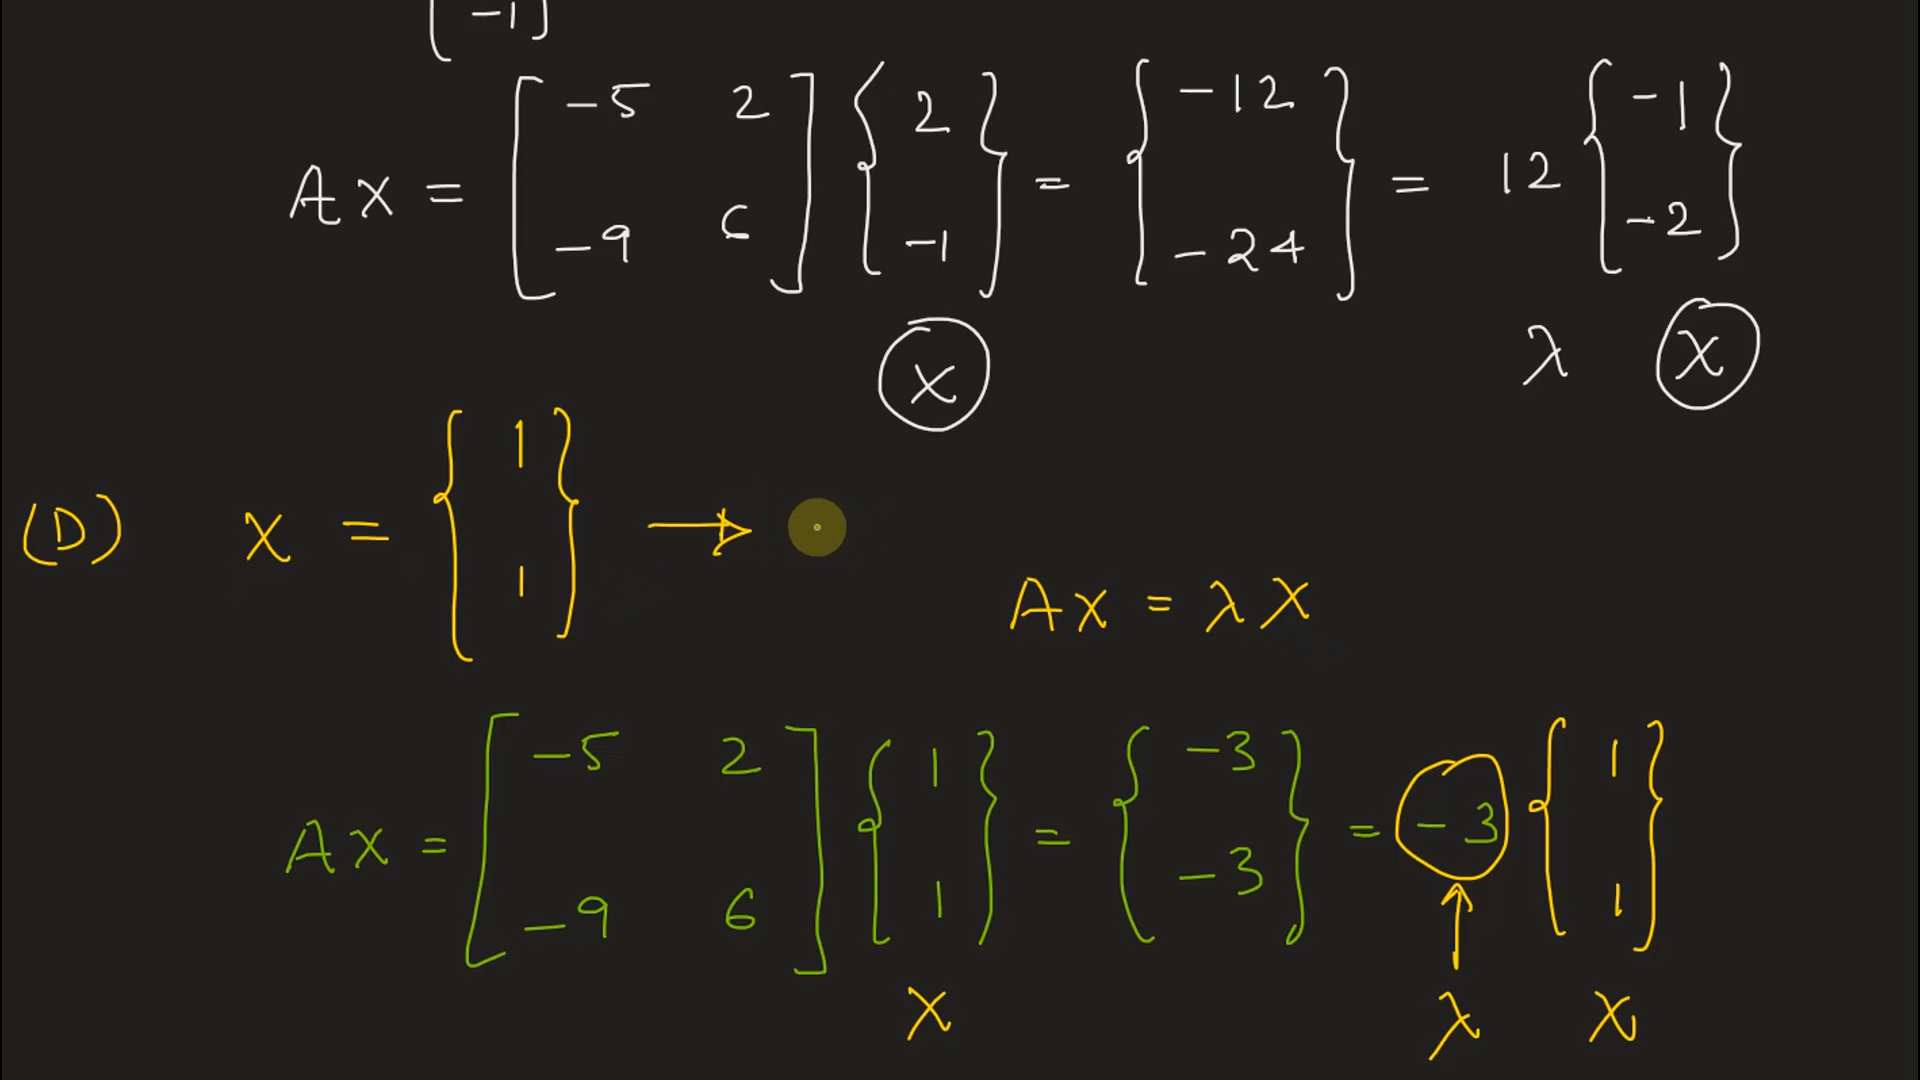 -1
Ax = [ -5 2 ] { 2 } = { -12 } = 12 { -1 }
[ -9 6 ] { -1 } { -24 } { -2 }
x λ x
(D) x = { 1 } →
{ 1 }
Ax = λx
Ax = [ -5 2 ] { 1 } = { -3 } = -3 { 1 }
[ -9 6 ] { 1 } { -3 } { 1 }
x λ x